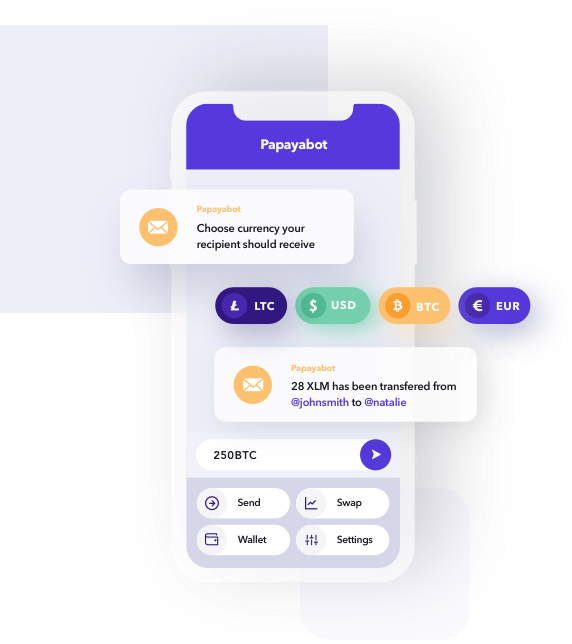 Papayabot
Papayabot
Choose currency your
recipient should receive
LTC
USD
BTC
EUR
Papayabot
28 XLM has been transfered from
@johnsmith to @natalie
250BTC
Send
Swap
Wallet
Settings